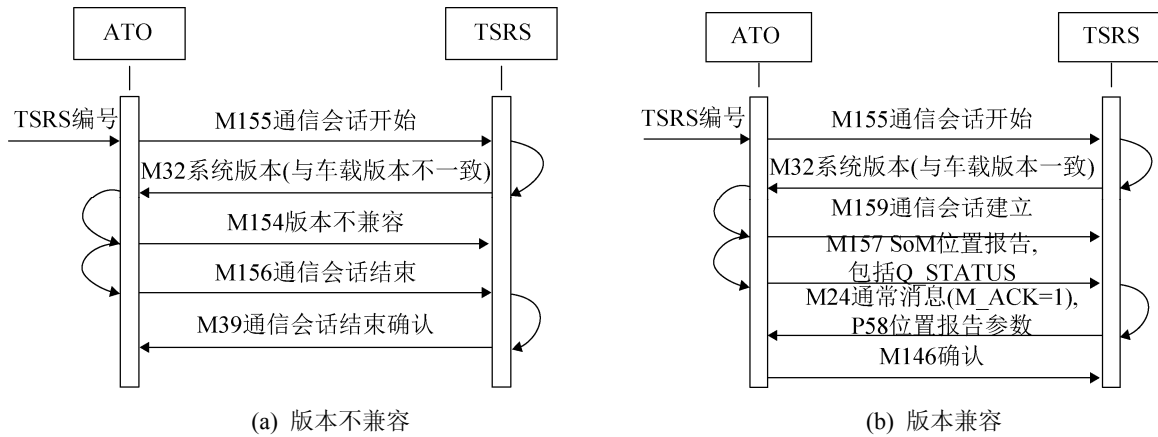 ATO
TSRS
TSRS编号
M155通信会话开始
M32系统版本(与车载版本不一致)
M154版本不兼容
M156通信会话结束
M39通信会话结束确认
(a) 版本不兼容
ATO
TSRS
TSRS编号
M155通信会话开始
M32系统版本(与车载版本一致)
M159通信会话建立
M157 SoM位置报告,
包括Q_STATUS
M24通常消息(M_ACK=1),
P58位置报告参数
M146确认
(b) 版本兼容